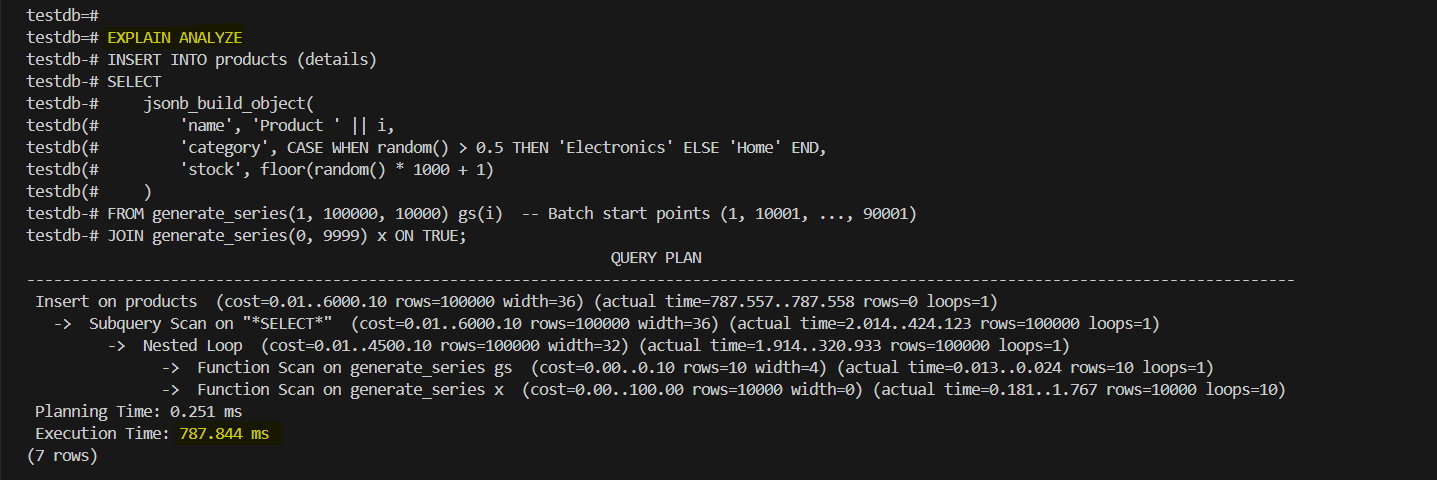 testdb=#
testdb=# EXPLAIN ANALYZE
testdb-# INSERT INTO products (details)
testdb-# SELECT
testdb-#     jsonb_build_object(
testdb(#         'name', 'Product ' || i,
testdb(#         'category', CASE WHEN random() > 0.5 THEN 'Electronics' ELSE 'Home' END,
testdb(#         'stock', floor(random() * 1000 + 1)
testdb(#     )
testdb-# FROM generate_series(1, 100000, 10000) gs(i)  -- Batch start points (1, 10001, ..., 90001)
testdb-# JOIN generate_series(0, 9999) x ON TRUE;
QUERY PLAN
--------------------------------------------------------------------------------------------------------------------------------------------
 Insert on products  (cost=0.01..6000.10 rows=100000 width=36) (actual time=787.557..787.558 rows=0 loops=1)
   ->  Subquery Scan on "*SELECT*"  (cost=0.01..6000.10 rows=100000 width=36) (actual time=2.014..424.123 rows=100000 loops=1)
         ->  Nested Loop  (cost=0.01..4500.10 rows=100000 width=32) (actual time=1.914..320.933 rows=100000 loops=1)
               ->  Function Scan on generate_series gs  (cost=0.00..0.10 rows=10 width=4) (actual time=0.013..0.024 rows=10 loops=1)
               ->  Function Scan on generate_series x  (cost=0.00..100.00 rows=10000 width=0) (actual time=0.181..1.767 rows=10000 loops=10)
 Planning Time: 0.251 ms
 Execution Time: 787.844 ms
(7 rows)